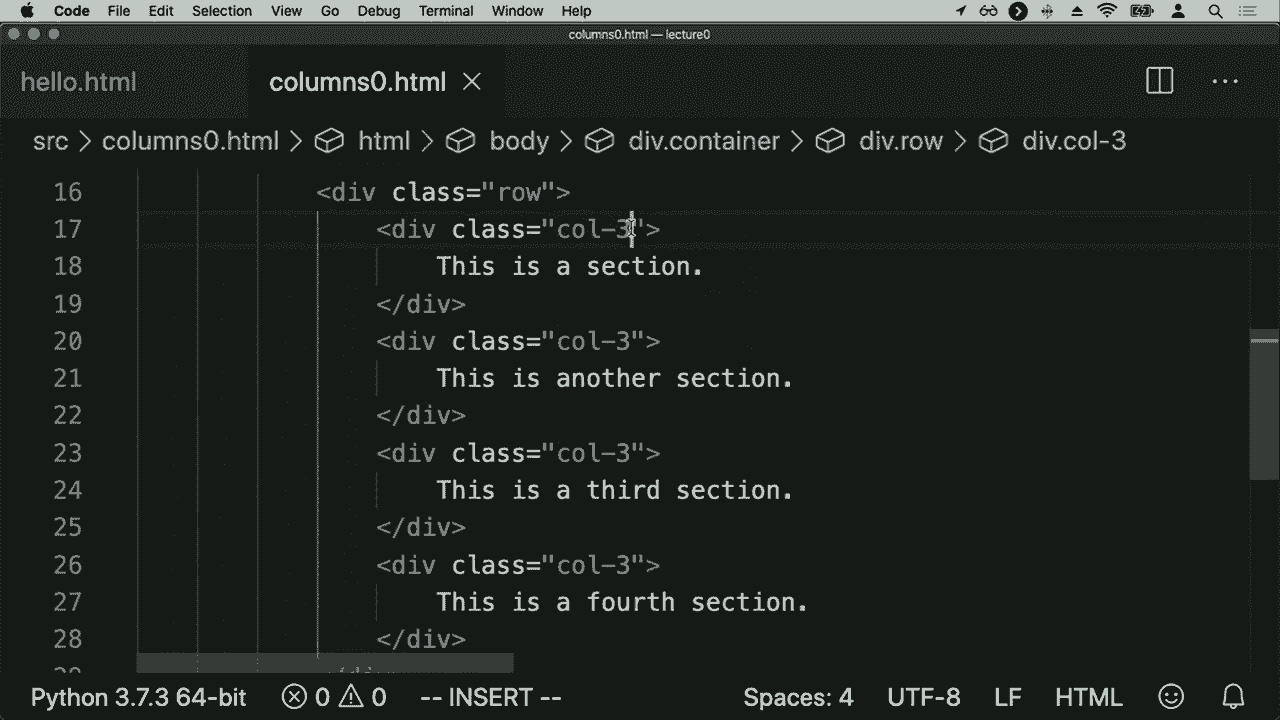 Code File Edit Selection View Go Debug Terminal Window Help
columns0.html — lecture0
hello.html columns0.html
src > columns0.html > html > body > div.container > div.row > div.col-3
16 <div class="row">
17 <div class="col-3">
18 This is a section.
19 </div>
20 <div class="col-3">
21 This is another section.
22 </div>
23 <div class="col-3">
24 This is a third section.
25 </div>
26 <div class="col-3">
27 This is a fourth section.
28 </div>
Python 3.7.3 64-bit 0 0 -- INSERT -- Spaces: 4 UTF-8 LF HTML